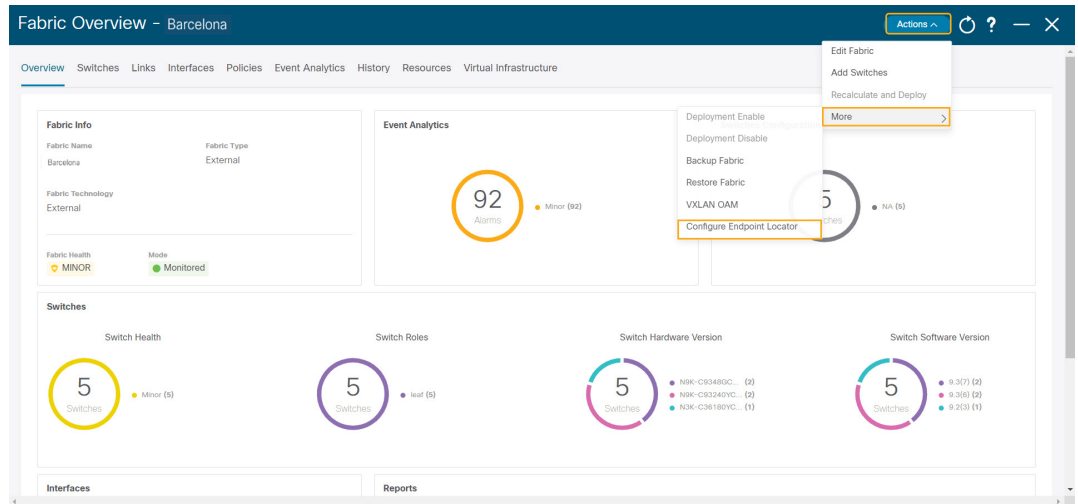 Fabric Overview - Barcelona
Actions
?
Overview Switches Links Interfaces Policies Event Analytics History Resources Virtual Infrastructure
Edit Fabric
Add Switches
Recalculate and Deploy
More
Deployment Enable
Deployment Disable
Backup Fabric
Restore Fabric
VXLAN OAM
Configure Endpoint Locator
Fabric Info
Fabric Name
Barcelona
Fabric Type
External
Fabric Technology
External
Fabric Health
MINOR
Mode
Monitored
Event Analytics
92
Alarms
Minor (92)
5
NA (5)
Switches
Switch Health
5
Switches
Minor (5)
Switch Roles
5
Switches
leaf (5)
Switch Hardware Version
5
Switches
N9K-C9348GC... (2)
N9K-C93240YC... (2)
N3K-C36180YC... (1)
Switch Software Version
5
Switches
9.3(7) (2)
9.3(6) (2)
9.2(3) (1)
Interfaces
Reports